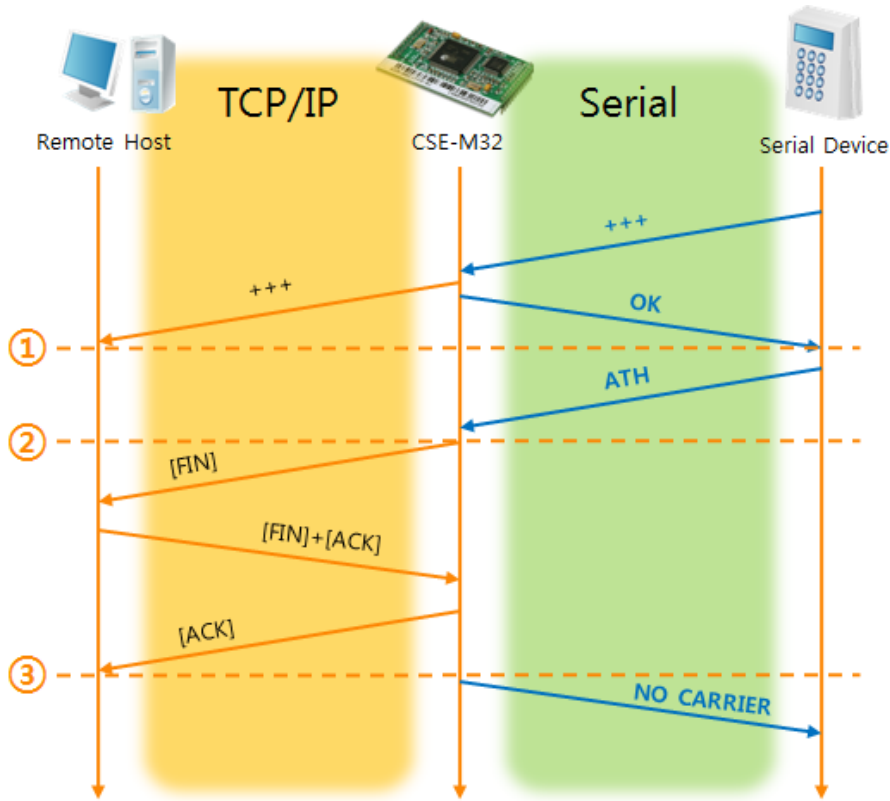 TCP/IP
Serial
Remote Host
CSE-M32
Serial Device
+++
+++
OK
①
ATH
②
[FIN]
[FIN]+[ACK]
[ACK]
③
NO CARRIER